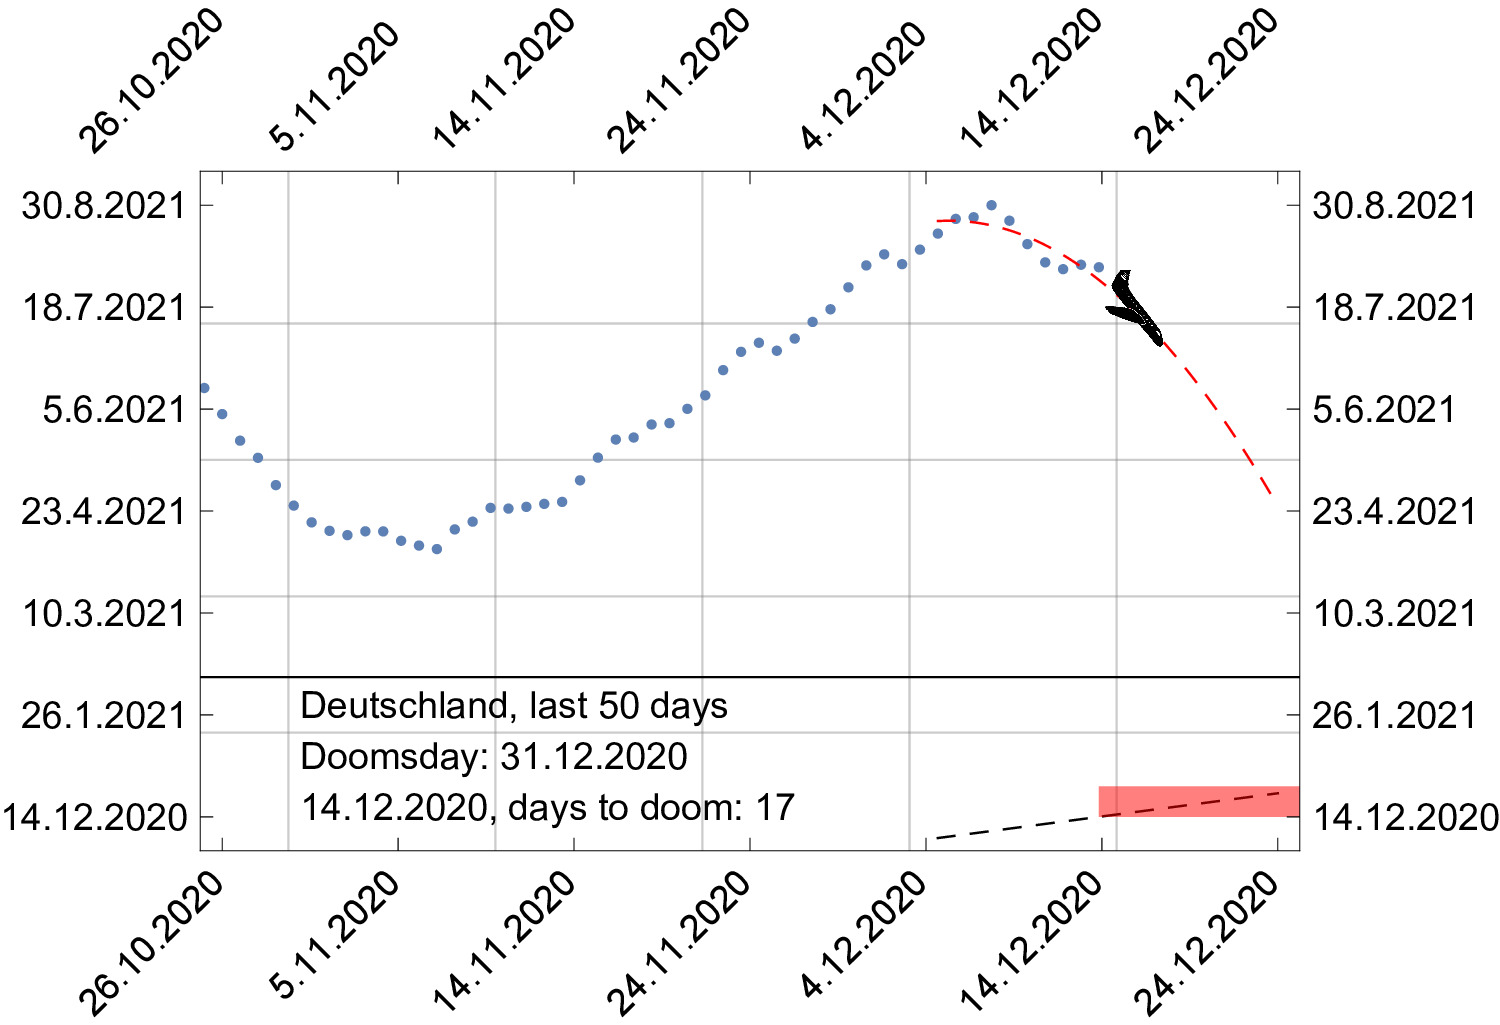 26.10.2020 5.11.2020 14.11.2020 24.11.2020 4.12.2020 14.12.2020 24.12.2020
30.8.2021 30.8.2021
18.7.2021 18.7.2021
5.6.2021 5.6.2021
23.4.2021 23.4.2021
10.3.2021 10.3.2021
Deutschland, last 50 days
26.1.2021 26.1.2021
Doomsday: 31.12.2020
14.12.2020, days to doom: 17
14.12.2020 14.12.2020
26.10.2020 5.11.2020 14.11.2020 24.11.2020 4.12.2020 14.12.2020 24.12.2020